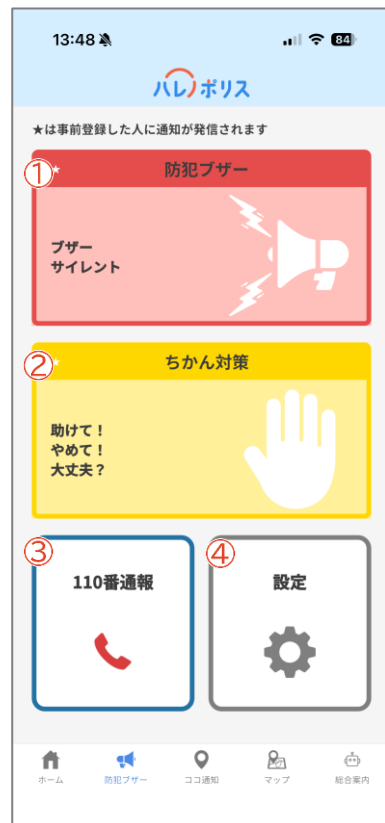 13:48
84
ハレノポリス
★は事前登録した人に通知が発信されます
①
★
防犯ブザー
ブザー
サイレント
②
★
ちかん対策
助けて！
やめて！
大丈夫？
③
110番通報
④
設定
ホーム
防犯ブザー
ココ通知
マップ
総合案内